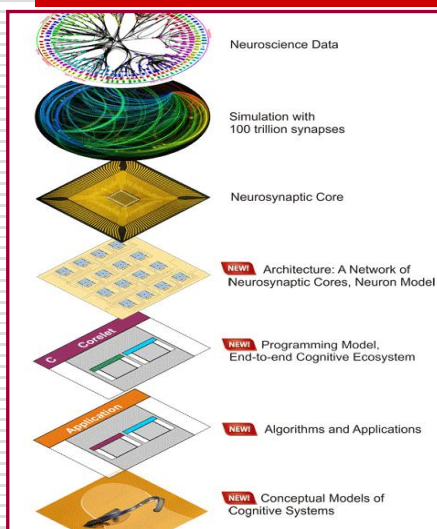 Neuroscience Data
Simulation with
100 trillion synapses
Neurosynaptic Core
NEW! Architecture: A Network of
Neurosynaptic Cores, Neuron Model
C Corelet
NEW! Programming Model,
End-to-end Cognitive Ecosystem
Application
NEW! Algorithms and Applications
NEW! Conceptual Models of
Cognitive Systems